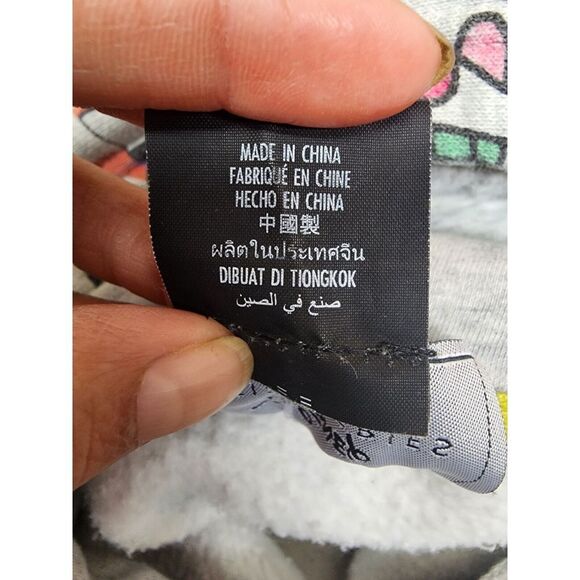 MADE IN CHINA
FABRIQUÉ EN CHINE
HECHO EN CHINA
中國製
ผลิตในประเทศจีน
DIBUAT DI TIONGKOK
صنع في الصين